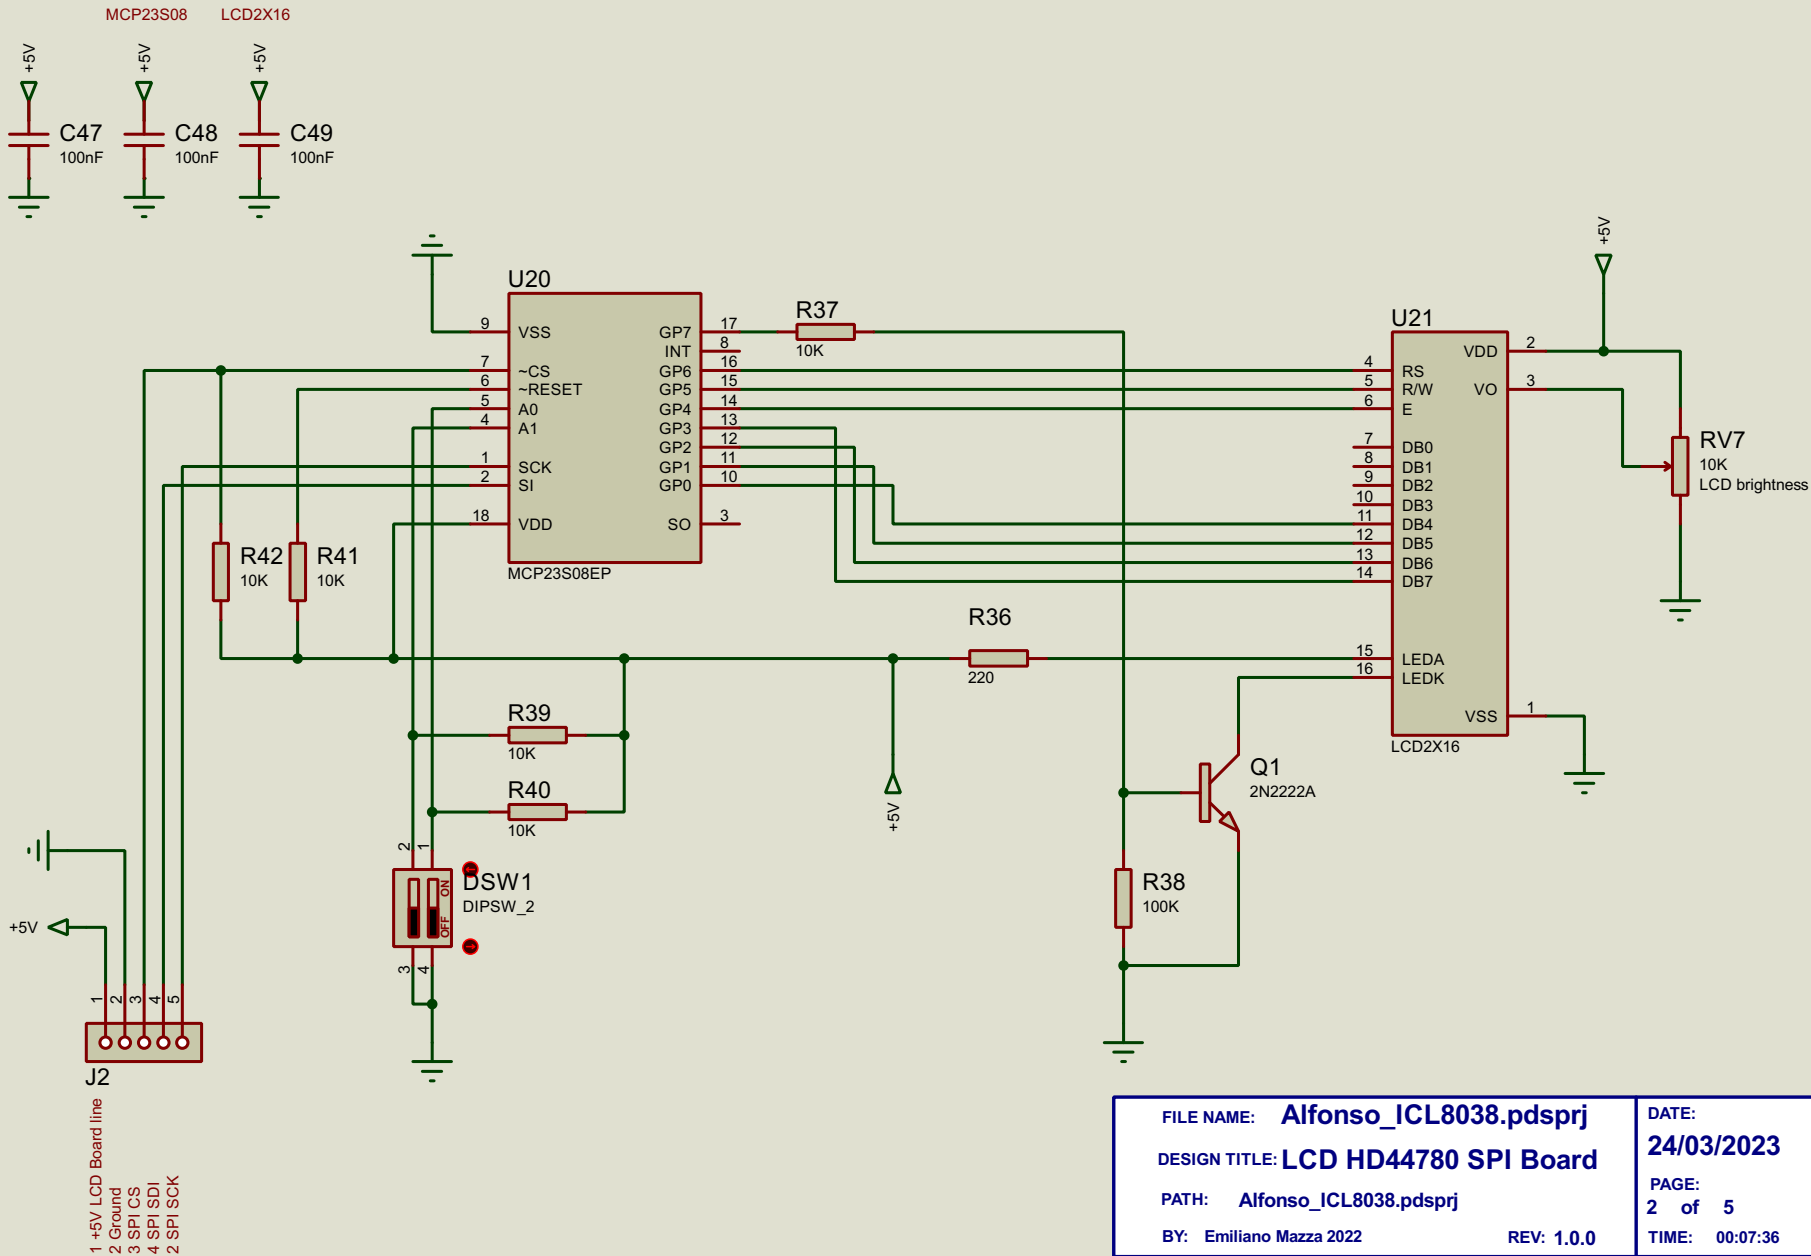 MCP23S08 LCD2X16
+5V +5V +5V
C47 C48 C49
100nF 100nF 100nF
+5V
U20
9 VSS
7 ~CS
6 ~RESET
5 A0
4 A1
1 SCK
2 SI
18 VDD
GP7 17
INT 8
GP6 16
GP5 15
GP4 14
GP3 13
GP2 12
GP1 11
GP0 10
SO 3
MCP23S08EP
R37
10K
U21
4 RS
5 R/W
6 E
7 DB0
8 DB1
9 DB2
10 DB3
11 DB4
12 DB5
13 DB6
14 DB7
15 LEDA
16 LEDK
VDD 2
VO 3
VSS 1
LCD2X16
RV7
10K
LCD brightness
R42
10K
R41
10K
R36
220
R39
10K
R40
10K
+5V
Q1
2N2222A
R38
100K
2 1
DSW1
DIPSW_2
ON
OFF
3 4
+5V
1 2 3 4 5
J2
1 +5V LCD Board line
2 Ground
3 SPI CS
4 SPI SDI
2 SPI SCK
FILE NAME: Alfonso_ICL8038.pdsprj
DESIGN TITLE: LCD HD44780 SPI Board
PATH: Alfonso_ICL8038.pdsprj
BY: Emiliano Mazza 2022 REV: 1.0.0
DATE:
24/03/2023
PAGE:
2 of 5
TIME: 00:07:36